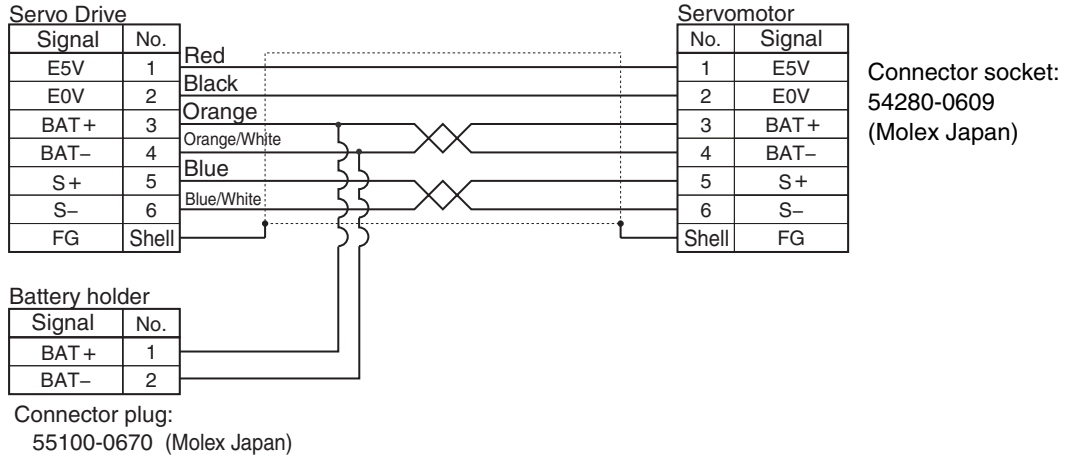 Servo Drive
Signal No.
E5V 1
E0V 2
BAT+ 3
BAT− 4
S+ 5
S− 6
FG Shell
Red
Black
Orange
Orange/White
Blue
Blue/White
Servomotor
No. Signal
1 E5V
2 E0V
3 BAT+
4 BAT−
5 S+
6 S−
Shell FG
Connector socket:
54280-0609
(Molex Japan)
Battery holder
Signal No.
BAT+ 1
BAT− 2
Connector plug:
55100-0670 (Molex Japan)